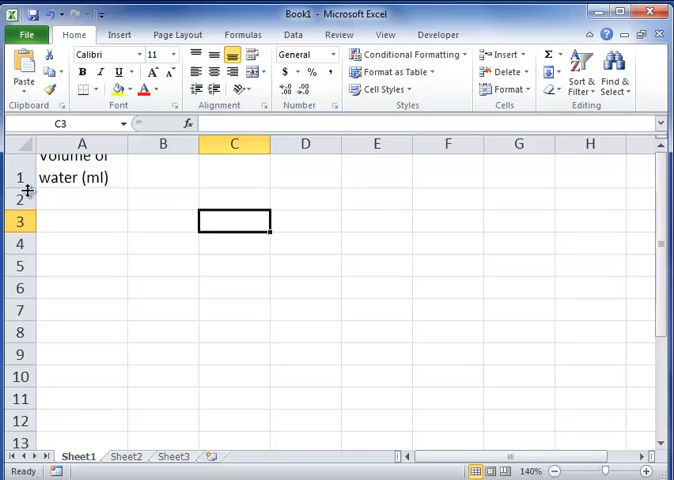 Book1 - Microsoft Excel
File Home Insert Page Layout Formulas Data Review View Developer
Paste
Calibri 11
B I U
A A
A
General
$ % ,
Conditional Formatting
Format as Table
Cell Styles
Insert
Delete
Format
Σ
Sort & Filter
Find & Select
Clipboard Font Alignment Number Styles Cells Editing
C3 fx
A B C D E F G H
1 Volume of
water (ml)
2
3
4
5
6
7
8
9
10
11
12
13
Sheet1 Sheet2 Sheet3
Ready 140%